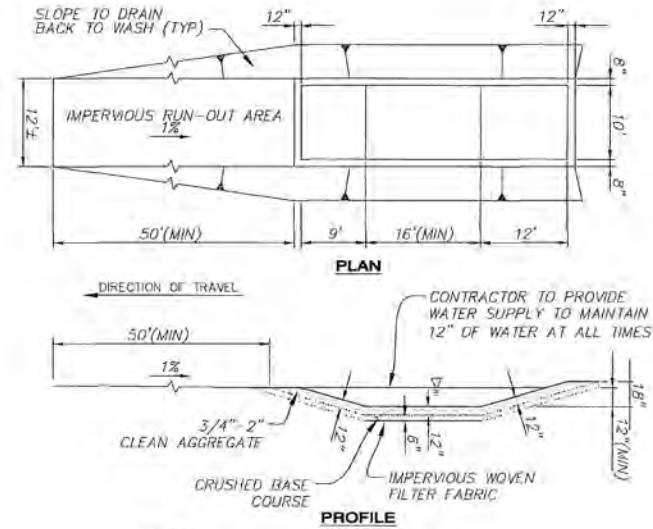 SLOPE TO DRAIN
BACK TO WASH (TYP)
12"
12"
8"
12'±
IMPERVIOUS RUN-OUT AREA
1%
10'
8"
50'(MIN)
9'
16'(MIN)
12'
PLAN
DIRECTION OF TRAVEL
CONTRACTOR TO PROVIDE
WATER SUPPLY TO MAINTAIN
12" OF WATER AT ALL TIMES
50'(MIN)
1%
3/4"-2"
CLEAN AGGREGATE
12"
6"
12"
12"
12"(MIN)
18"
CRUSHED BASE
COURSE
IMPERVIOUS WOVEN
FILTER FABRIC
PROFILE